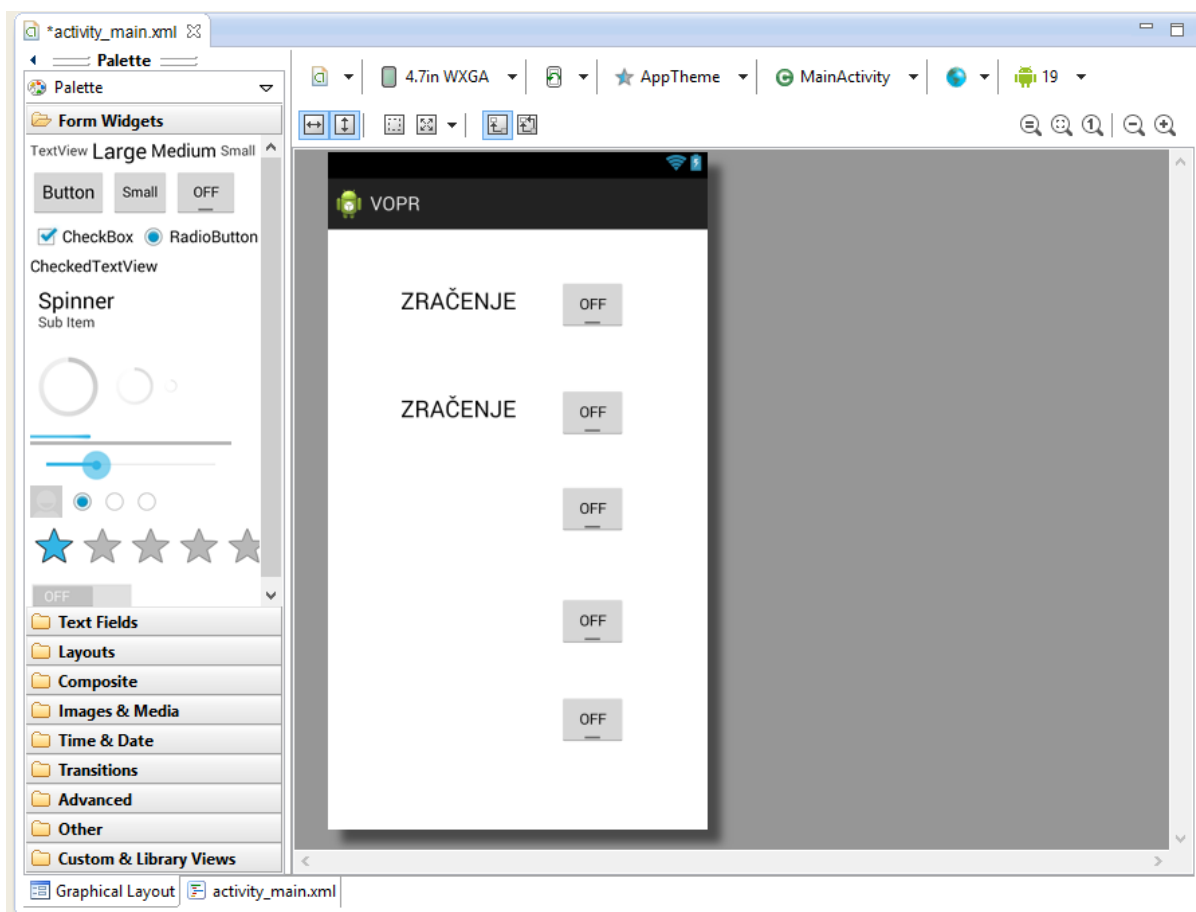 *activity_main.xml
Palette
Palette
Form Widgets
TextView Large Medium Small
Button Small OFF
CheckBox RadioButton
CheckedTextView
Spinner
Sub Item
OFF
Text Fields
Layouts
Composite
Images & Media
Time & Date
Transitions
Advanced
Other
Custom & Library Views
4.7in WXGA AppTheme MainActivity 19
1
VOPR
ZRAČENJE OFF
ZRAČENJE OFF
OFF
OFF
OFF
Graphical Layout activity_main.xml